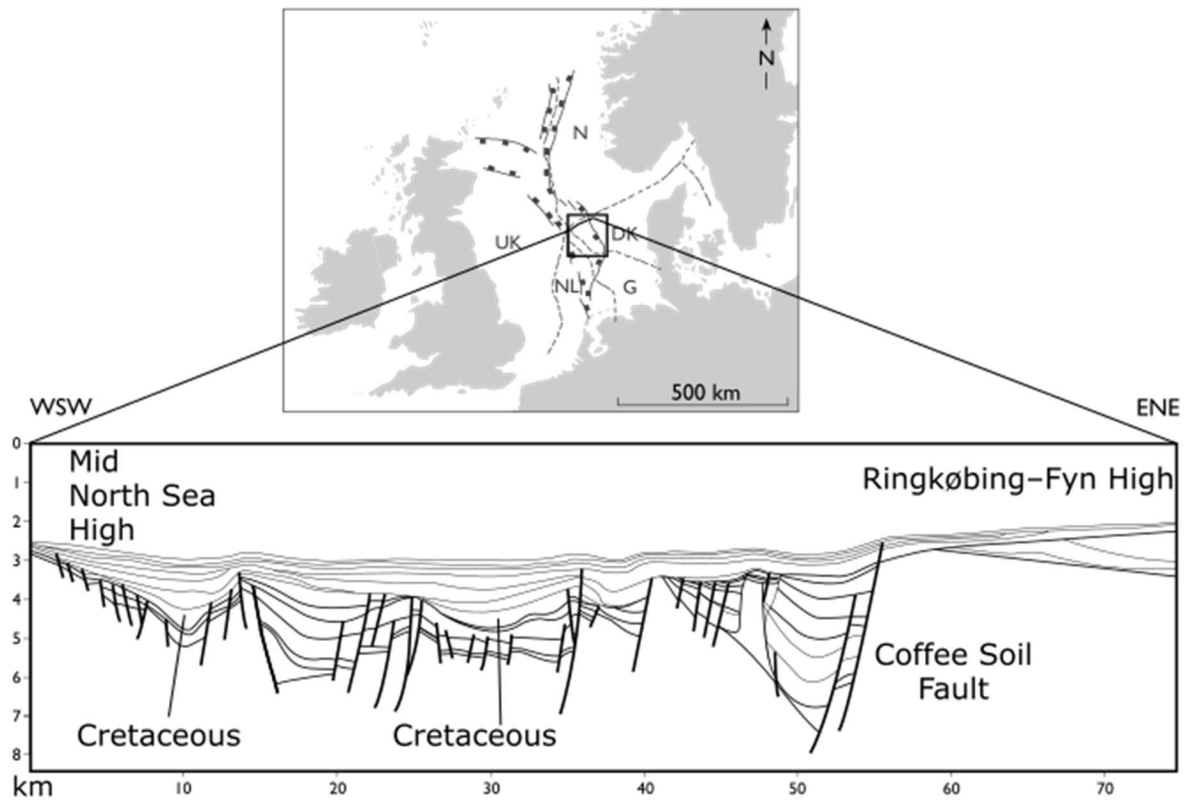 N
N
UK
DK
NL
G
500 km
WSW
ENE
0
1
2
3
4
5
6
7
8
Mid
North Sea
High
Ringkøbing–Fyn High
Coffee Soil
Fault
Cretaceous
Cretaceous
km
10
20
30
40
50
60
70